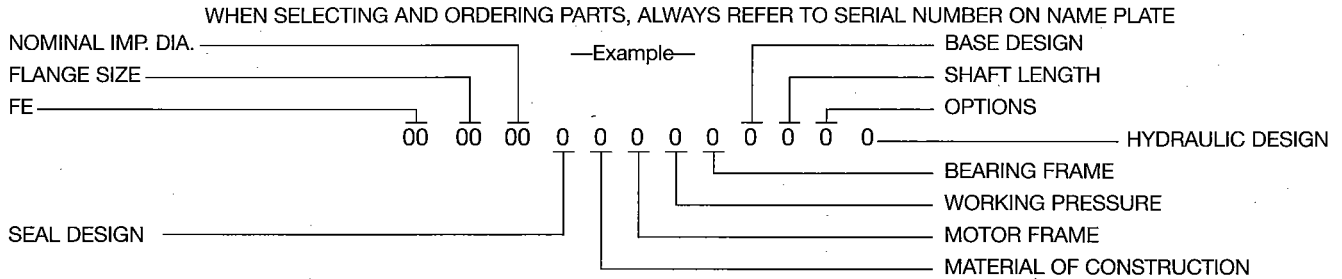 WHEN SELECTING AND ORDERING PARTS, ALWAYS REFER TO SERIAL NUMBER ON NAME PLATE
NOMINAL IMP. DIA.
—Example—
BASE DESIGN
FLANGE SIZE
SHAFT LENGTH
FE
OPTIONS
00 00 00 0 0 0 0 0 0 0 0 0
HYDRAULIC DESIGN
BEARING FRAME
WORKING PRESSURE
SEAL DESIGN
MOTOR FRAME
MATERIAL OF CONSTRUCTION